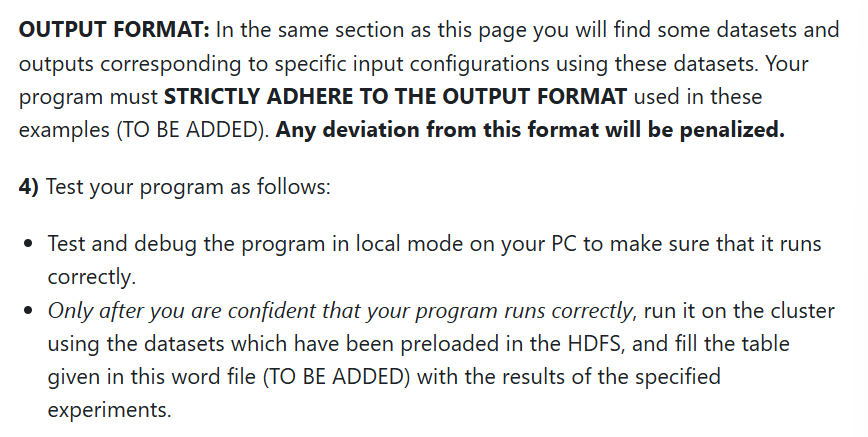 OUTPUT FORMAT: In the same section as this page you will find some datasets and
outputs corresponding to specific input configurations using these datasets. Your
program must STRICTLY ADHERE TO THE OUTPUT FORMAT used in these
examples (TO BE ADDED). Any deviation from this format will be penalized.
4) Test your program as follows:
• Test and debug the program in local mode on your PC to make sure that it runs
correctly.
• Only after you are confident that your program runs correctly, run it on the cluster
using the datasets which have been preloaded in the HDFS, and fill the table
given in this word file (TO BE ADDED) with the results of the specified
experiments.